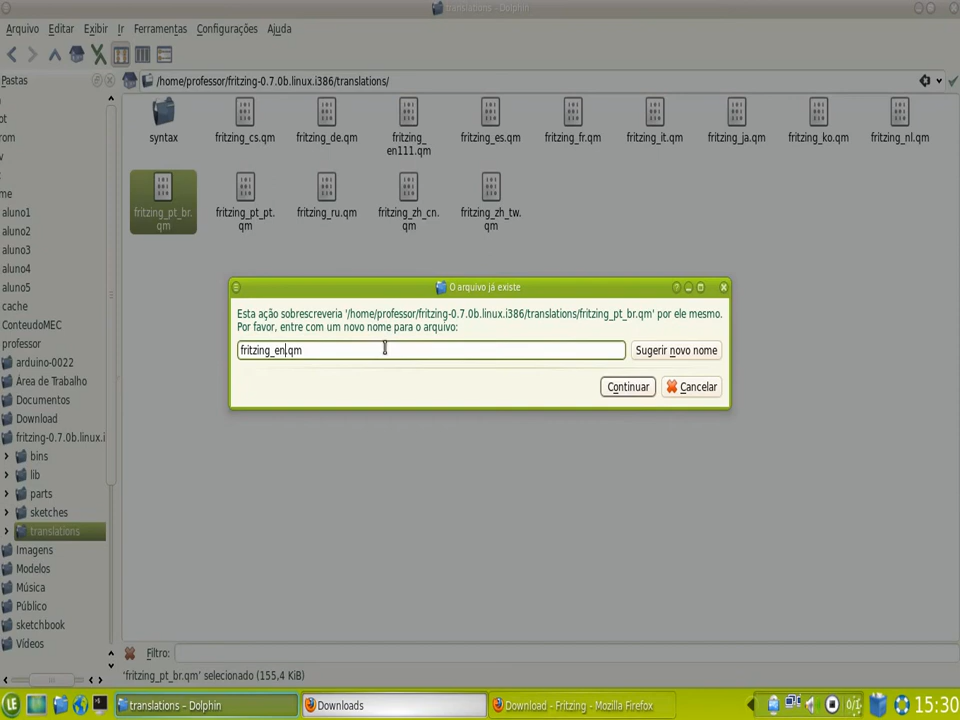 translations - Dolphin
Arquivo Editar Exibir Ir Ferramentas Configurações Ajuda
Pastas
/home/professor/fritzing-0.7.0b.linux.i386/translations/
ot
rom
v
me
aluno1
aluno2
aluno3
aluno4
aluno5
cache
ConteudoMEC
professor
arduino-0022
Área de Trabalho
Documentos
Download
fritzing-0.7.0b.linux.i
bins
lib
parts
sketches
translations
Imagens
Modelos
Música
Público
sketchbook
Vídeos
syntax
fritzing_cs.qm
fritzing_de.qm
fritzing_
en111.qm
fritzing_es.qm
fritzing_fr.qm
fritzing_it.qm
fritzing_ja.qm
fritzing_ko.qm
fritzing_nl.qm
fritzing_pt_br.
qm
fritzing_pt_pt.
qm
fritzing_ru.qm
fritzing_zh_cn.
qm
fritzing_zh_tw.
qm
O arquivo já existe
Esta ação sobrescreveria '/home/professor/fritzing-0.7.0b.linux.i386/translations/fritzing_pt_br.qm' por ele mesmo.
Por favor, entre com um novo nome para o arquivo:
fritzing_en.qm
Sugerir novo nome
Continuar
Cancelar
Filtro:
'fritzing_pt_br.qm' selecionado (155,4 KiB)
LE
translations - Dolphin
Downloads
Download - Fritzing - Mozilla Firefox
0/1
15:30